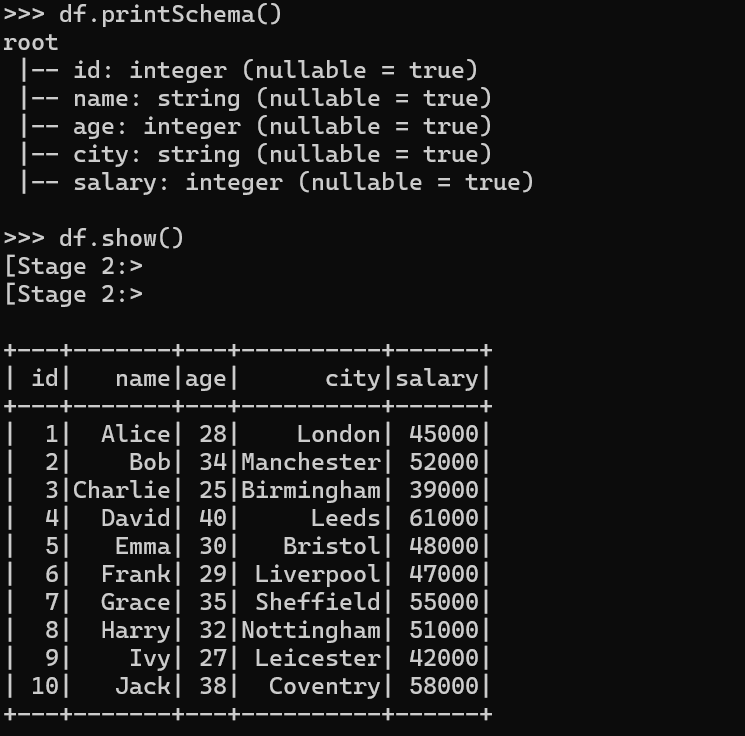 >>> df.printSchema()
root
 |-- id: integer (nullable = true)
 |-- name: string (nullable = true)
 |-- age: integer (nullable = true)
 |-- city: string (nullable = true)
 |-- salary: integer (nullable = true)

>>> df.show()
[Stage 2:>
[Stage 2:>

+---+-------+---+----------+------+
| id|   name|age|      city|salary|
+---+-------+---+----------+------+
|  1|  Alice| 28|    London| 45000|
|  2|    Bob| 34|Manchester| 52000|
|  3|Charlie| 25|Birmingham| 39000|
|  4|  David| 40|     Leeds| 61000|
|  5|   Emma| 30|   Bristol| 48000|
|  6|  Frank| 29| Liverpool| 47000|
|  7|  Grace| 35| Sheffield| 55000|
|  8|  Harry| 32|Nottingham| 51000|
|  9|    Ivy| 27| Leicester| 42000|
| 10|   Jack| 38|  Coventry| 58000|
+---+-------+---+----------+------+